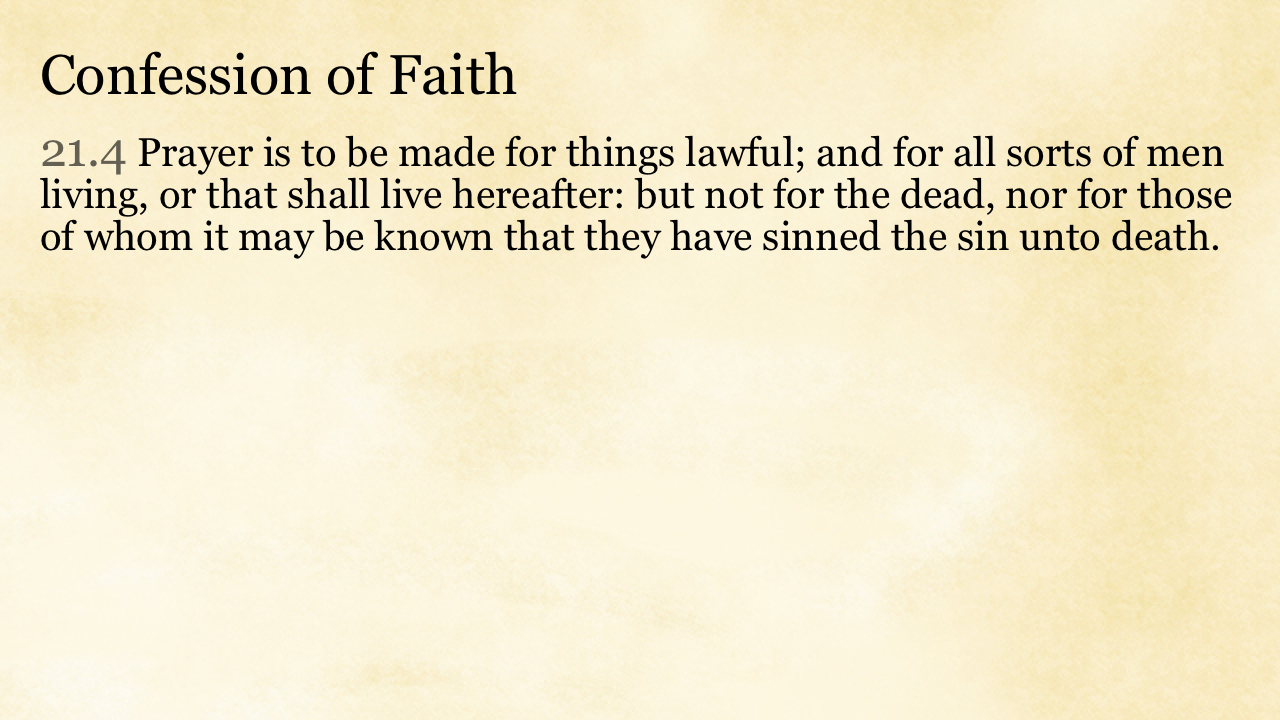 Confession of Faith
21.4 Prayer is to be made for things lawful; and for all sorts of men
living, or that shall live hereafter: but not for the dead, nor for those
of whom it may be known that they have sinned the sin unto death.